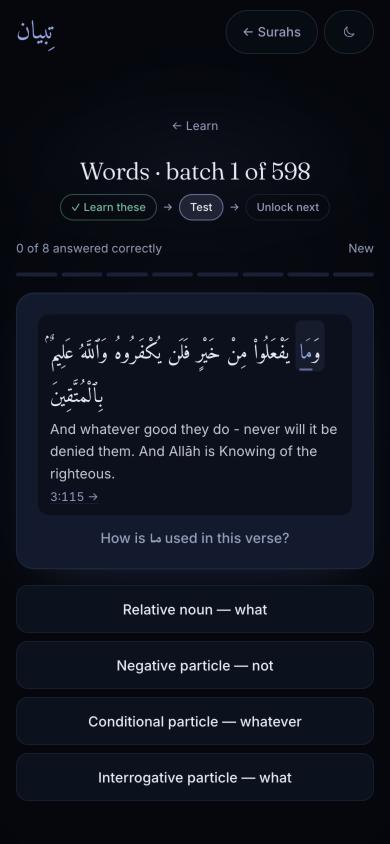 تِبيان
← Surahs
← Learn
Words · batch 1 of 598
✓ Learn these → Test → Unlock next
0 of 8 answered correctly New
وَمَا يَفْعَلُوا۟ مِنْ خَيْرٍ فَلَن يُكْفَرُوهُ وَٱللَّهُ عَلِيمٌۢ
بِٱلْمُتَّقِينَ
And whatever good they do - never will it be
denied them. And Allāh is Knowing of the
righteous.
3:115 →
How is ما used in this verse?
Relative noun — what
Negative particle — not
Conditional particle — whatever
Interrogative particle — what